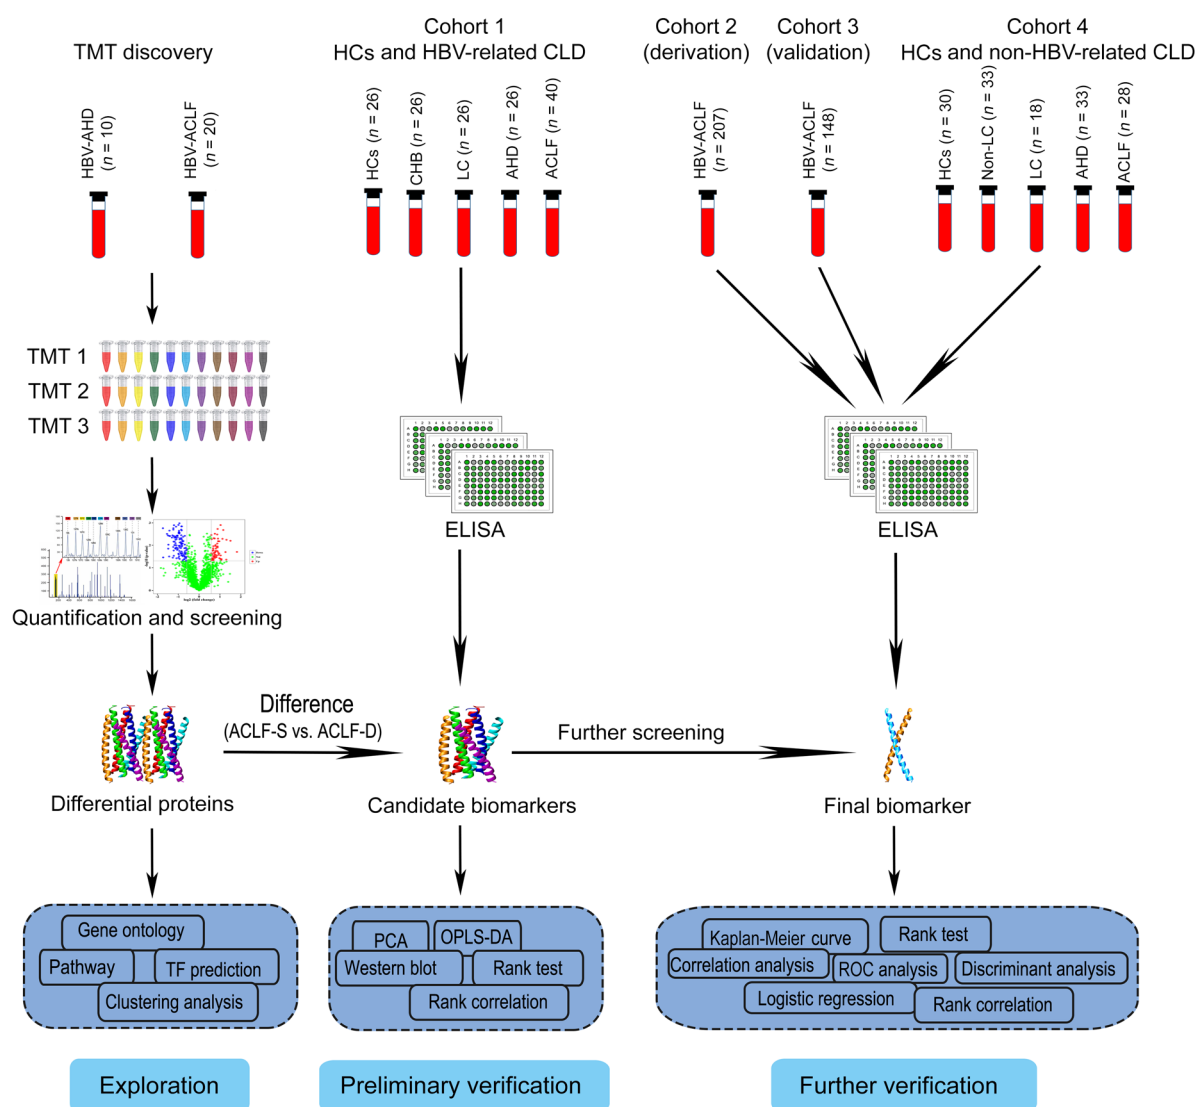 TMT discovery
HBV-AHD
(n = 10)
HBV-ACLF
(n = 20)
Cohort 1
HCs and HBV-related CLD
HCs (n = 26)
CHB (n = 26)
LC (n = 26)
AHD (n = 26)
ACLF (n = 40)
Cohort 2
(derivation)
HBV-ACLF
(n = 207)
Cohort 3
(validation)
HBV-ACLF
(n = 148)
Cohort 4
HCs and non-HBV-related CLD
HCs (n = 30)
Non-LC (n = 33)
LC (n = 18)
AHD (n = 33)
ACLF (n = 28)
TMT 1
TMT 2
TMT 3
ELISA
ELISA
-log10 (p-value)
log2 (fold change)
Quantification and screening
Difference
(ACLF-S vs. ACLF-D)
Further screening
Differential proteins
Candidate biomarkers
Final biomarker
Gene ontology
Pathway
TF prediction
Clustering analysis
PCA
OPLS-DA
Western blot
Rank test
Rank correlation
Kaplan-Meier curve
Rank test
Correlation analysis
ROC analysis
Discriminant analysis
Logistic regression
Rank correlation
Exploration
Preliminary verification
Further verification